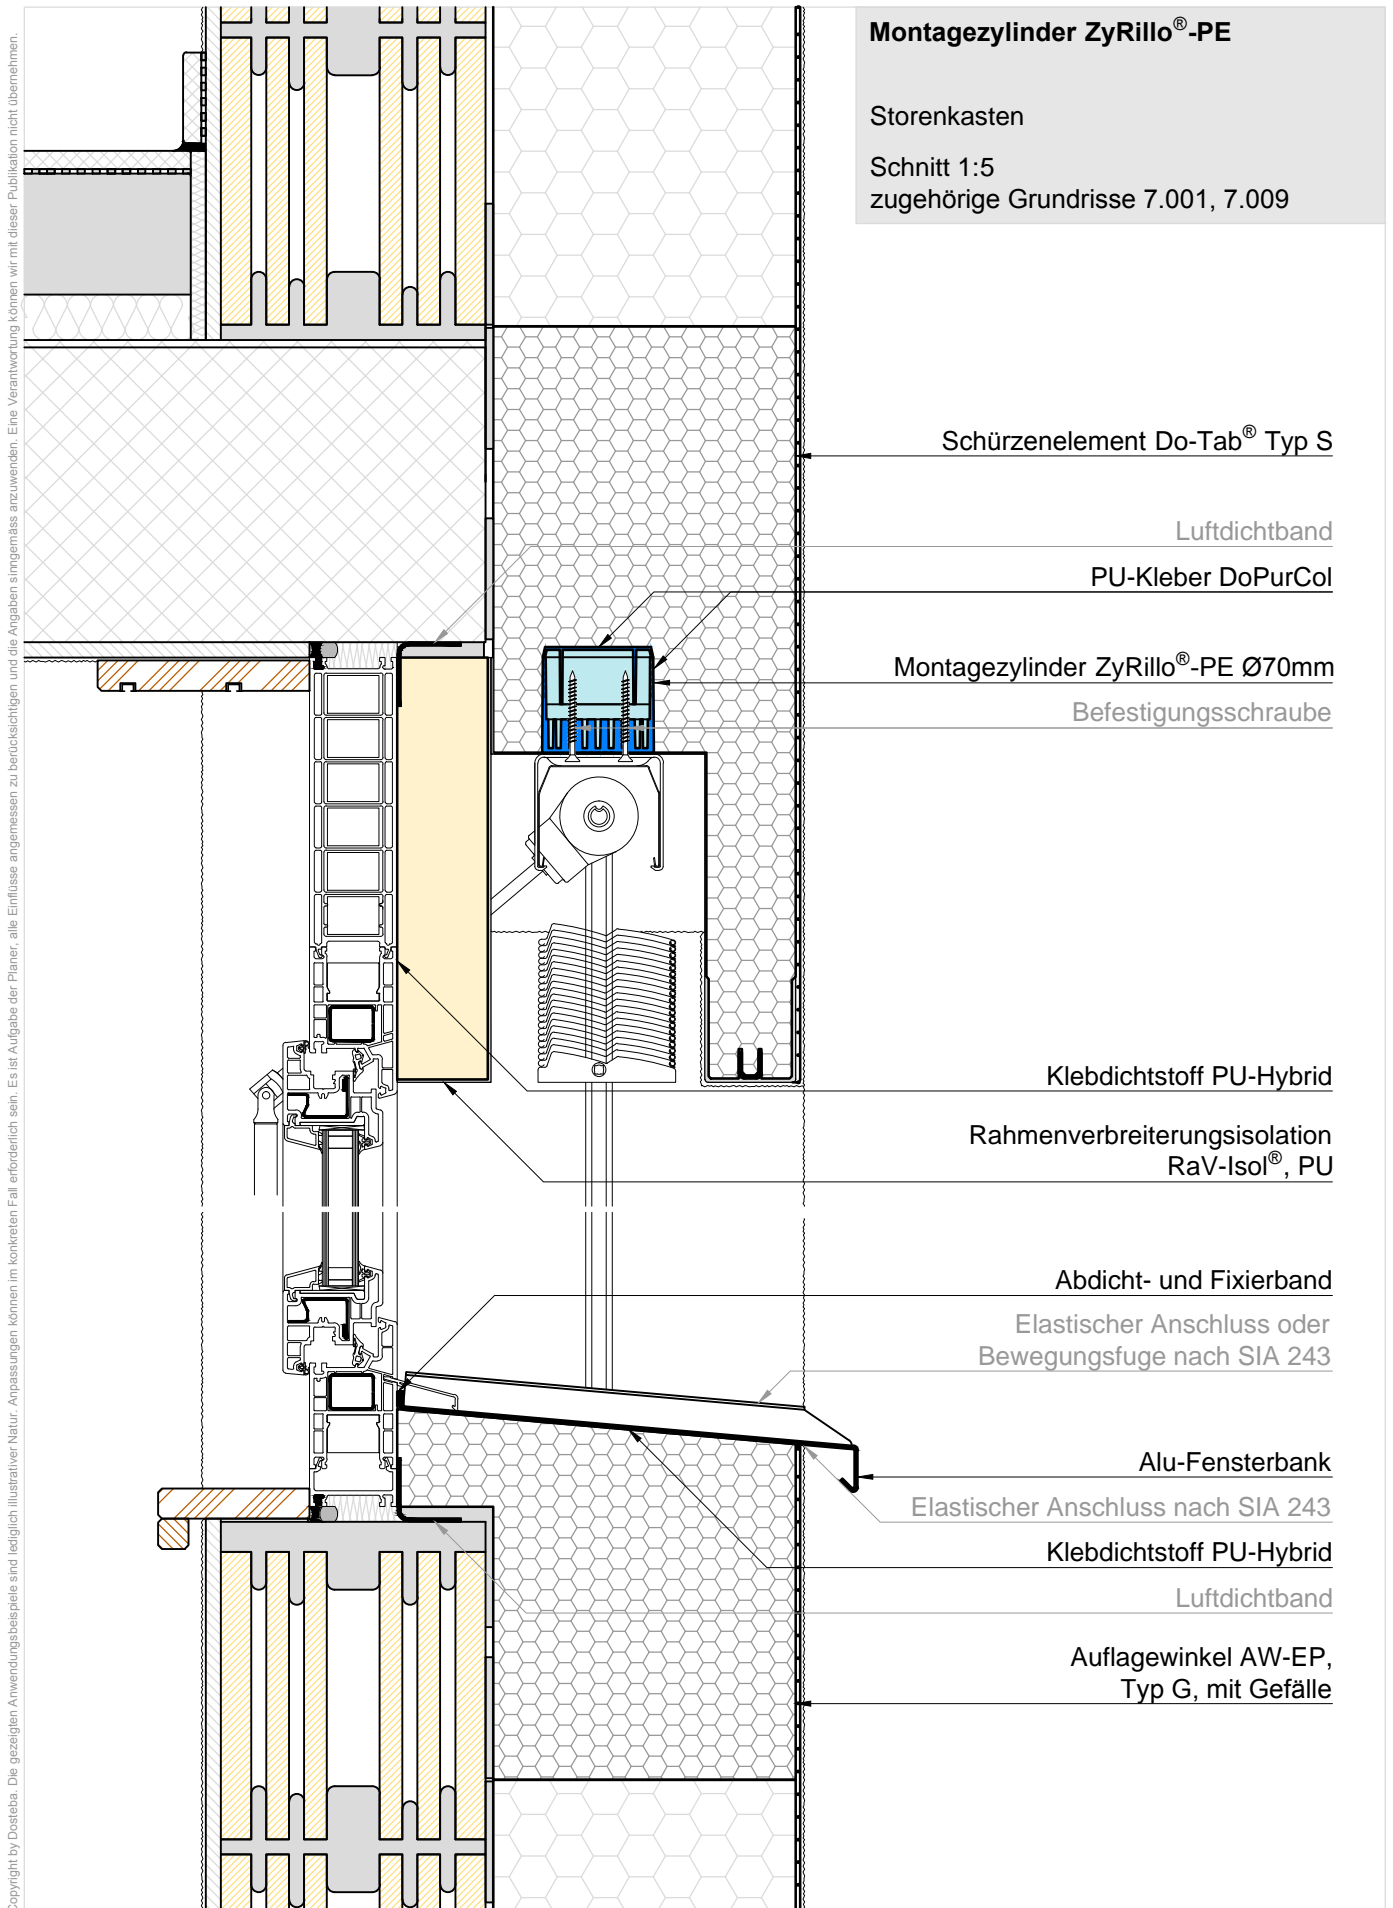 Montagezylinder ZyRillo®-PE
Storenkasten
Schnitt 1:5
zugehörige Grundrisse 7.001, 7.009
Schürzenelement Do-Tab® Typ S
Luftdichtband
PU-Kleber DoPurCol
Montagezylinder ZyRillo®-PE Ø70mm
Befestigungsschraube
Klebdichtstoff PU-Hybrid
Rahmenverbreiterungsisolation
RaV-Isol®, PU
Abdicht- und Fixierband
Elastischer Anschluss oder
Bewegungsfuge nach SIA 243
Alu-Fensterbank
Elastischer Anschluss nach SIA 243
Klebdichtstoff PU-Hybrid
Luftdichtband
Auflagewinkel AW-EP,
Typ G, mit Gefälle
Copyright by Dosteba. Die gezeigten Anwendungsbeispiele sind lediglich illustrativer Natur. Anpassungen können im konkreten Fall erforderlich sein. Es ist Aufgabe der Planer, alle Einflüsse angemessen zu berücksichtigen und die Angaben sinngemäss anzuwenden. Eine Verantwortung können wir mit dieser Publikation nicht übernehmen.